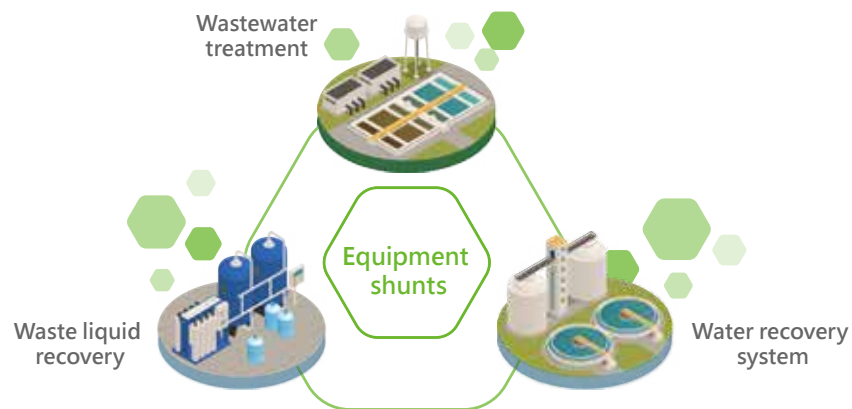 Wastewater
treatment
Equipment
shunts
Waste liquid
recovery
Water recovery
system